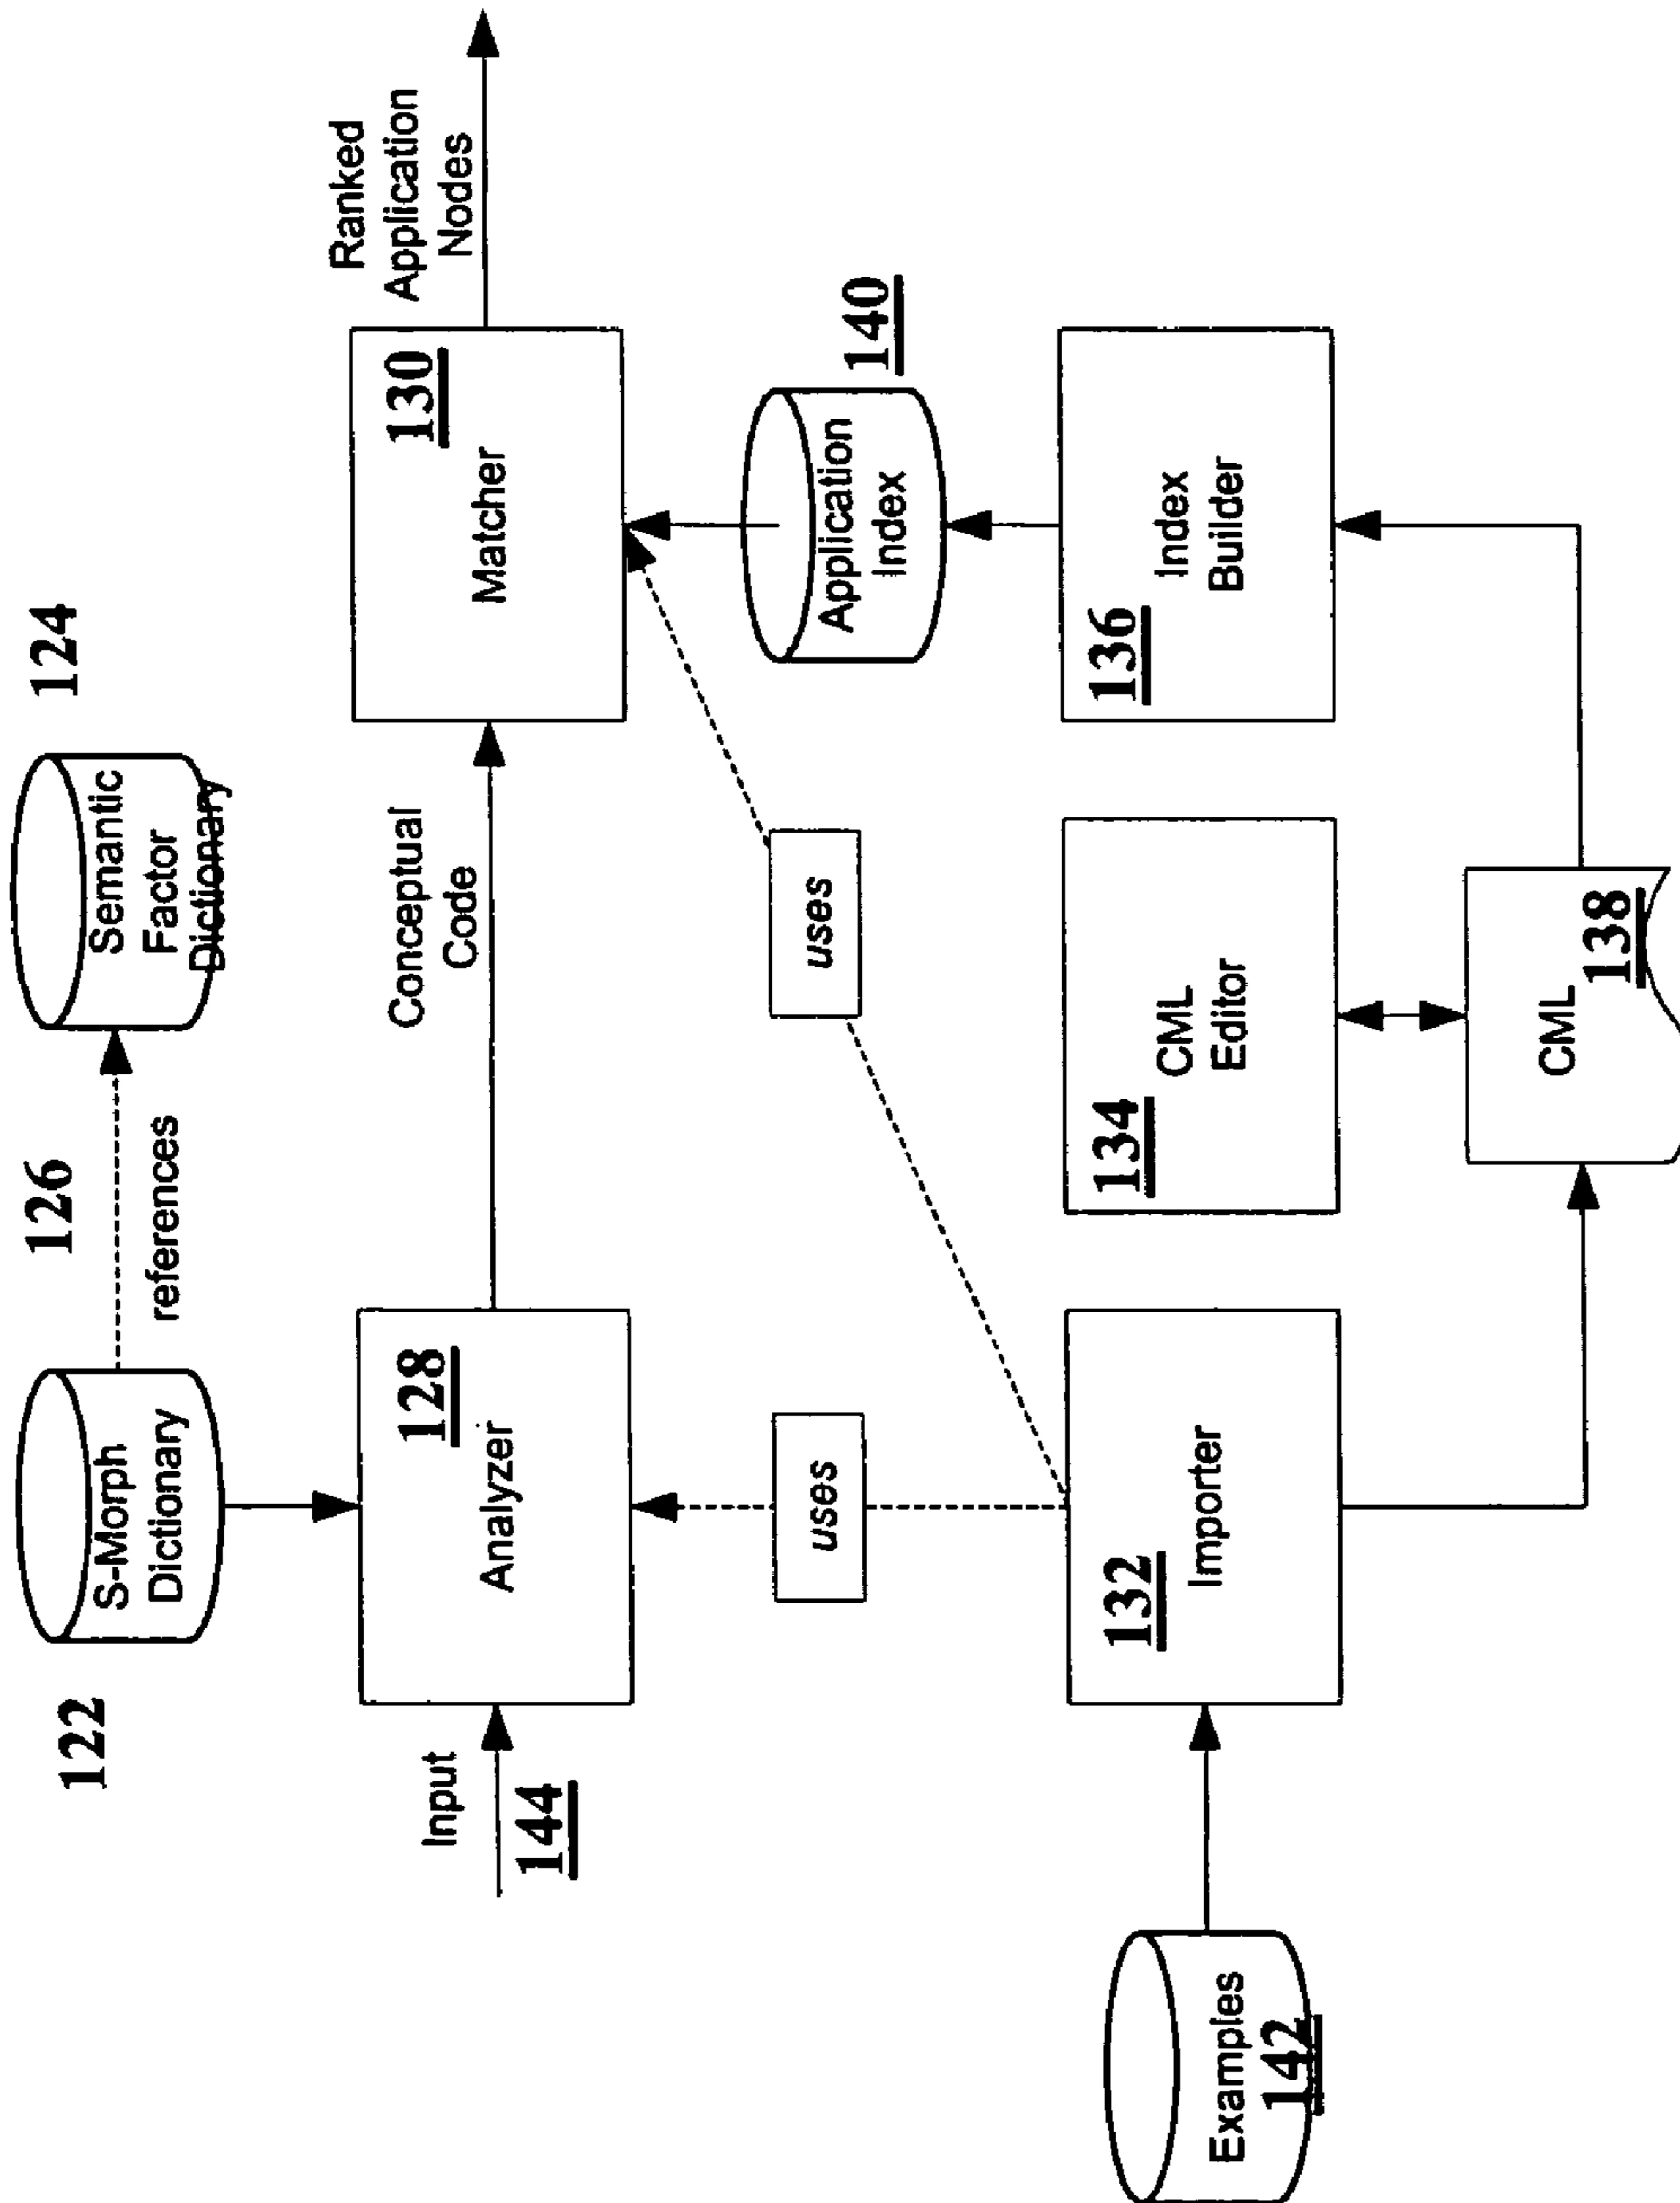 122
S-Morph
Dictionary
126
references
124
Semantic
Factor
Dictionary
Input
144
128
Analyzer
Conceptual
Code
130
Matcher
Ranked
Application
Nodes
uses
uses
Application
Index
140
Examples
142
132
Importer
134
CML
Editor
136
Index
Builder
CML
138